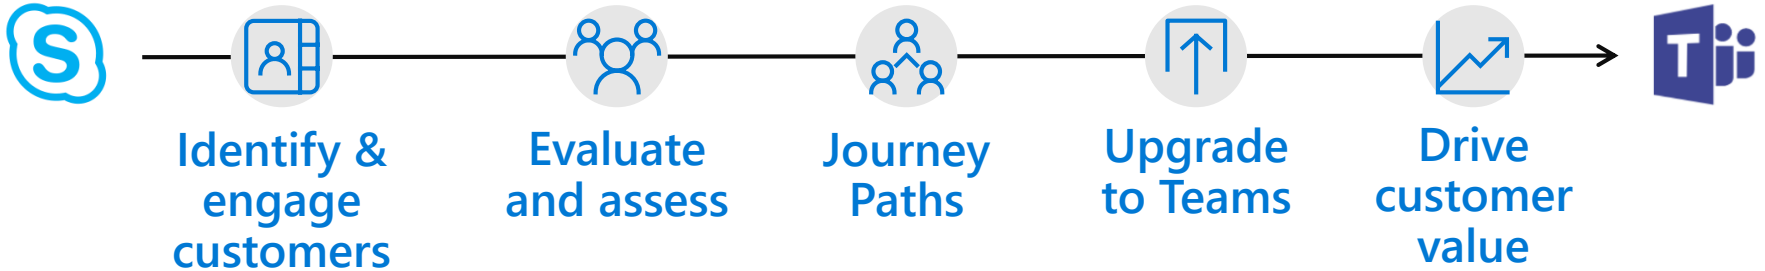 S
T
Identify &
engage
customers
Evaluate
and assess
Journey
Paths
Upgrade
to Teams
Drive
customer
value